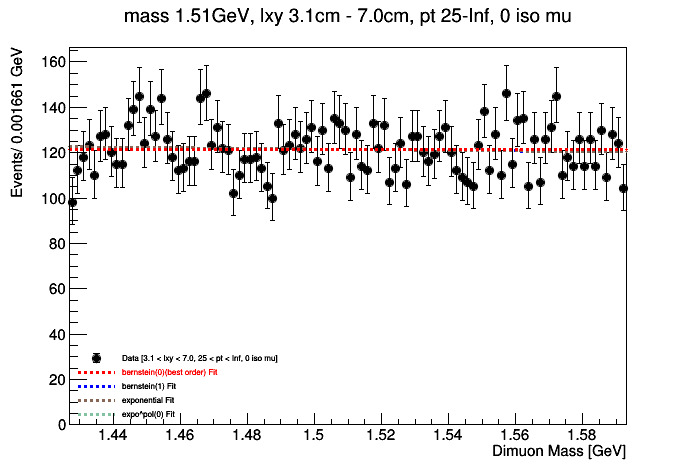 mass 1.51GeV, lxy 3.1cm - 7.0cm, pt 25-Inf, 0 iso mu
Events/ 0.001661 GeV
160
140
120
100
80
60
40
20
0
Data [3.1 < lxy < 7.0, 25 < pt < Inf, 0 iso mu]
bernstein(0)(best order) Fit
bernstein(1) Fit
exponential Fit
expo*pol(0) Fit
1.44 1.46 1.48 1.5 1.52 1.54 1.56 1.58
Dimuon Mass [GeV]